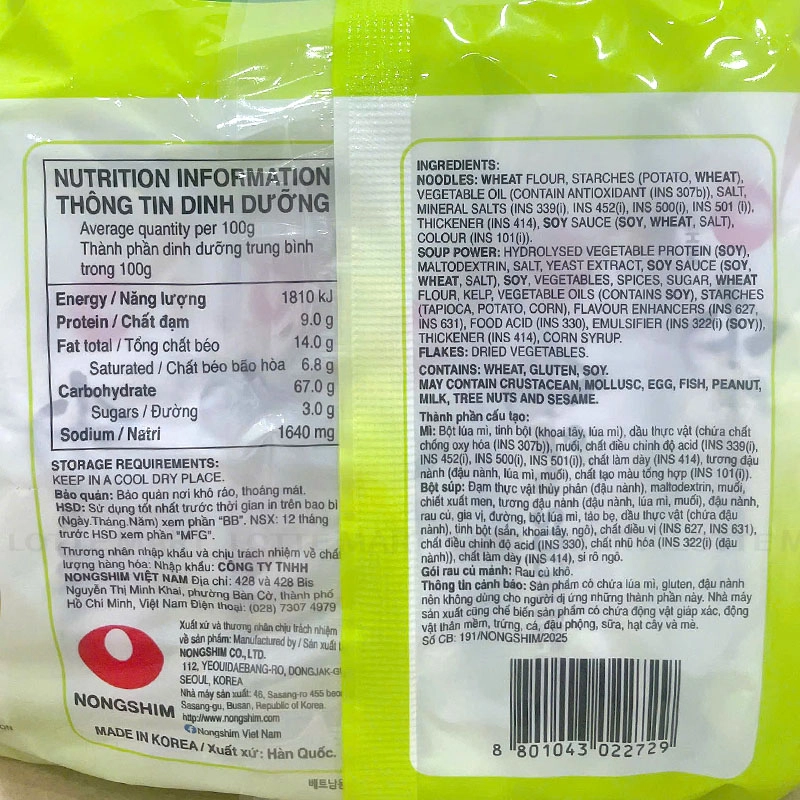 NUTRITION INFORMATION
THÔNG TIN DINH DƯỠNG
Average quantity per 100g
Thành phần dinh dưỡng trung bình
trong 100g
Energy / Năng lượng 1810 kJ
Protein / Chất đạm 9.0 g
Fat total / Tổng chất béo 14.0 g
Saturated / Chất béo bão hòa 6.8 g
Carbohydrate 67.0 g
Sugars / Đường 3.0 g
Sodium / Natri 1640 mg
STORAGE REQUIREMENTS:
KEEP IN A COOL DRY PLACE.
Bảo quản: Bảo quản nơi khô ráo, thoáng mát.
HSD: Sử dụng tốt nhất trước thời gian in trên bao bì
(Ngày.Tháng.Năm) xem phần "BB". NSX: 12 tháng
trước HSD xem phần "MFG".
Thương nhân nhập khẩu và chịu trách nhiệm về chất
lượng hàng hóa: Nhập khẩu: CÔNG TY TNHH
NONGSHIM VIỆT NAM Địa chỉ: 428 và 428 Bis
Nguyễn Thị Minh Khai, phường Bàn Cờ, thành phố
Hồ Chí Minh, Việt Nam Điện thoại: (028) 7307 4979
Xuất xứ và thương nhân chịu trách nhiệm
về sản phẩm: Manufactured by / Sản xuất
NONGSHIM CO., LTD.
112, YEOUIDAEBANG-RO, DONGJAK-G
SEOUL, KOREA
Nhà máy sản xuất: 46, Sasang-ro 455 beo
Sasang-gu, Busan, Republic of Korea.
http://www.nongshim.com
Nongshim Viet Nam
NONGSHIM
MADE IN KOREA / Xuất xứ: Hàn Quốc.
베트남
INGREDIENTS:
NOODLES: WHEAT FLOUR, STARCHES (POTATO, WHEAT),
VEGETABLE OIL (CONTAIN ANTIOXIDANT (INS 307b)), SALT,
MINERAL SALTS (INS 339(i), INS 452(i), INS 500(i), INS 501 (i)),
THICKENER (INS 414), SOY SAUCE (SOY, WHEAT, SALT),
COLOUR (INS 101(i)).
SOUP POWER: HYDROLYSED VEGETABLE PROTEIN (SOY),
MALTODEXTRIN, SALT, YEAST EXTRACT, SOY SAUCE (SOY,
WHEAT, SALT), SOY, VEGETABLES, SPICES, SUGAR, WHEAT
FLOUR, KELP, VEGETABLE OILS (CONTAINS SOY), STARCHES
(TAPIOCA, POTATO, CORN), FLAVOUR ENHANCERS (INS 627,
INS 631), FOOD ACID (INS 330), EMULSIFIER (INS 322(i) (SOY)),
THICKENER (INS 414), CORN SYRUP.
FLAKES: DRIED VEGETABLES.
CONTAINS: WHEAT, GLUTEN, SOY.
MAY CONTAIN CRUSTACEAN, MOLLUSC, EGG, FISH, PEANUT,
MILK, TREE NUTS AND SESAME.
Thành phần cấu tạo:
Mì: Bột lúa mì, tinh bột (khoai tây, lúa mì), dầu thực vật (chứa chất
chống oxy hóa (INS 307b)), muối, chất điều chỉnh độ acid (INS 339(i),
INS 452(i), INS 500(i), INS 501(i)), chất làm dày (INS 414), tương đậu
nành (đậu nành, lúa mì, muối), chất tạo màu tổng hợp (INS 101(i)).
Bột súp: Đạm thực vật thủy phân (đậu nành), maltodextrin, muối,
chiết xuất men, tương đậu nành (đậu nành, lúa mì, muối), đậu nành,
rau củ, gia vị, đường, bột lúa mì, tảo bẹ, dầu thực vật (chứa đậu
nành), tinh bột (sắn, khoai tây, ngô), chất điều vị (INS 627, INS 631),
chất điều chỉnh độ acid (INS 330), chất nhũ hóa (INS 322(i) (đậu
nành)), chất làm dày (INS 414), si rô ngô.
Gói rau củ mảnh: Rau củ khô.
Thông tin cảnh báo: Sản phẩm có chứa lúa mì, gluten, đậu nành
nên không dùng cho người dị ứng những thành phần này. Nhà máy
sản xuất cũng chế biến sản phẩm có chứa động vật giáp xác, động
vật thân mềm, trứng, cá, đậu phộng, sữa, hạt cây và mè.
Số CB: 191/NONGSHIM/2025
8 801043 022729